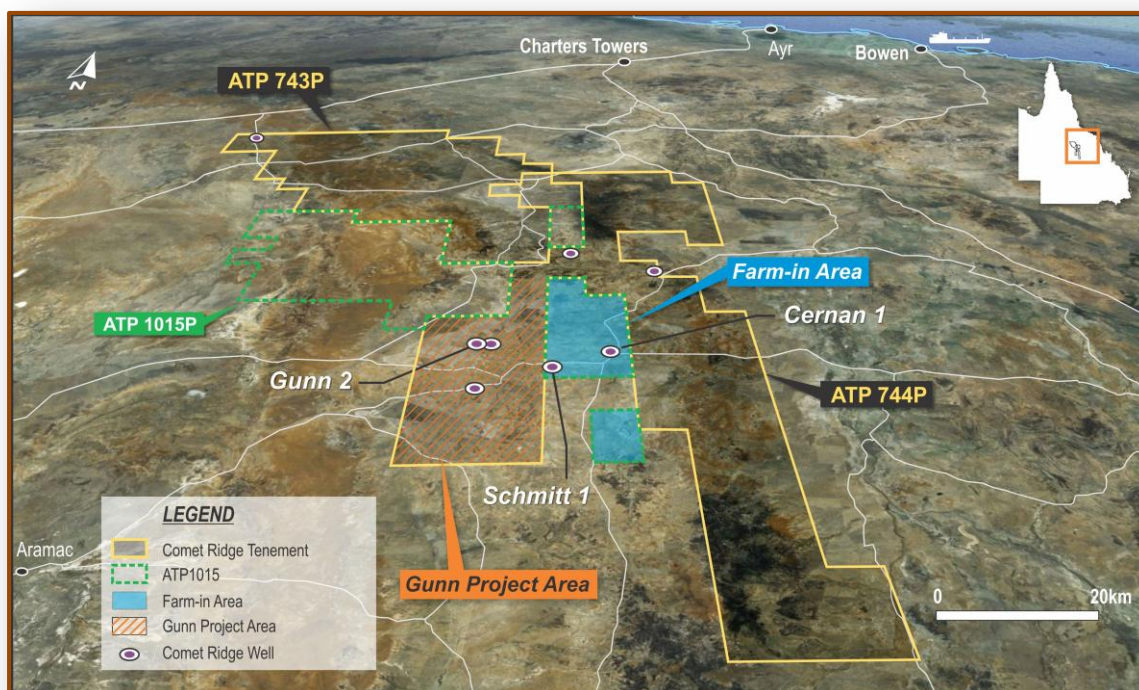 Charters Towers
Ayr
Bowen
N
ATP 743P
Farm-in Area
ATP 1015P
Cernan 1
Gunn 2
ATP 744P
Schmitt 1
LEGEND
Comet Ridge Tenement
ATP1015
Farm-in Area
Gunn Project Area
Comet Ridge Well
Aramac
Gunn Project Area
0
20km